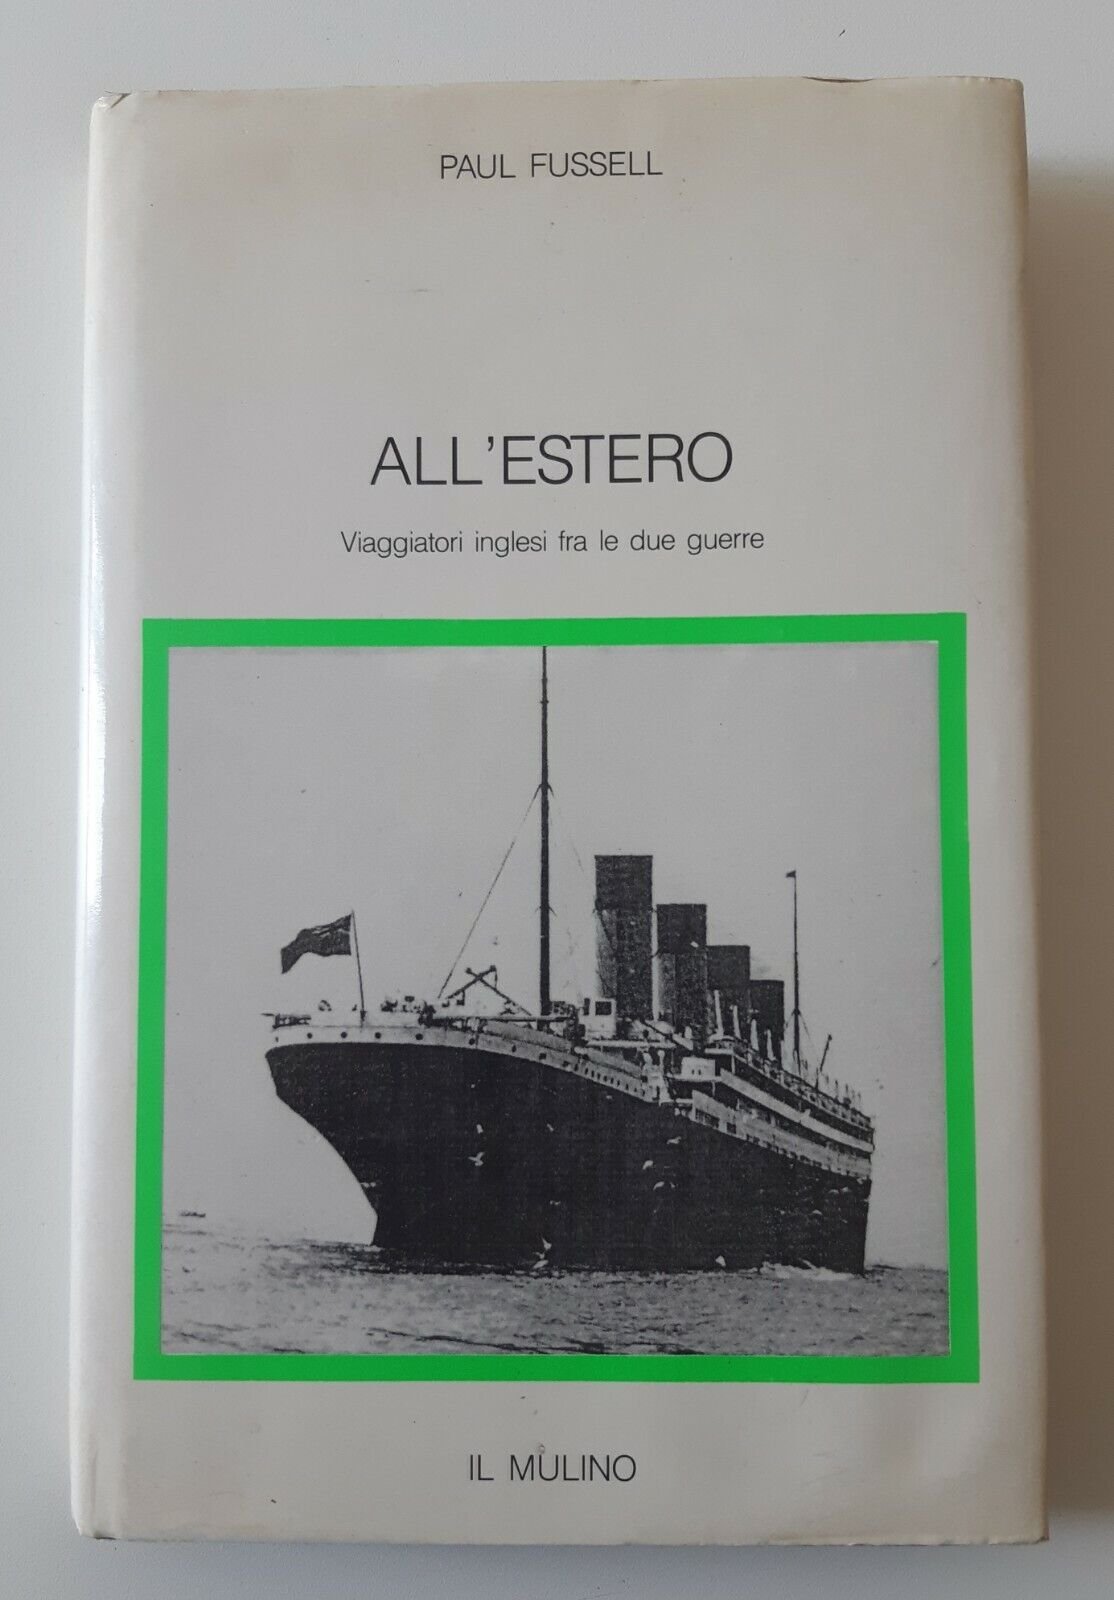 PAUL FUSSELL
ALL'ESTERO
Viaggiatori inglesi fra le due guerre
IL MULINO